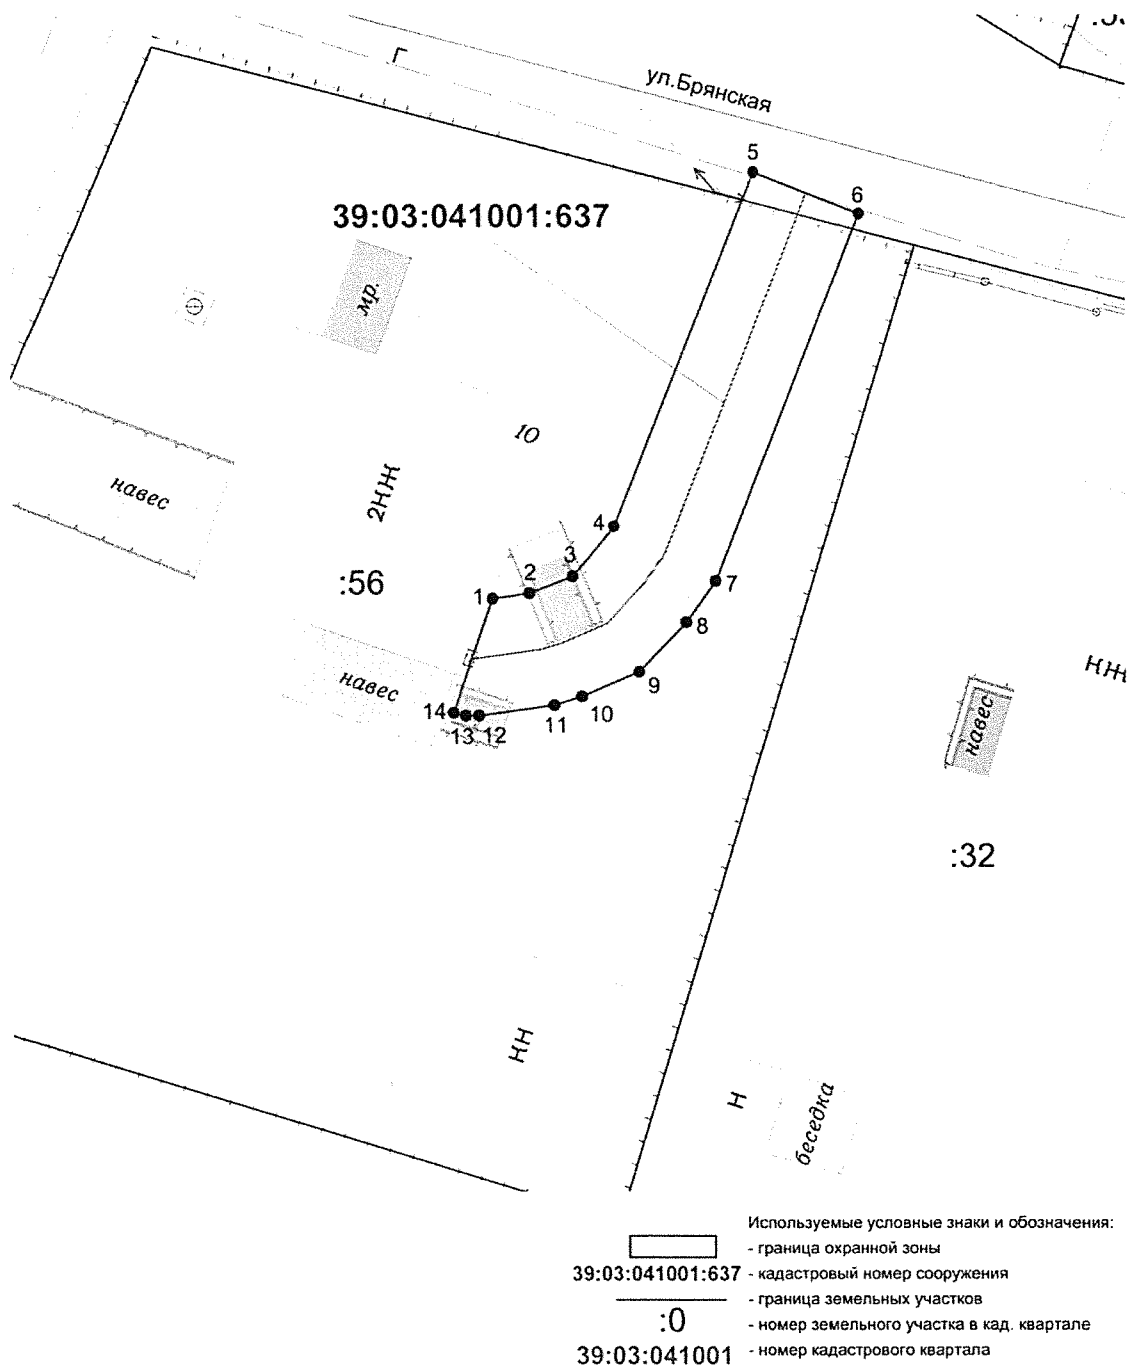 Г
ул.Брянская
5
6
39:03:041001:637
мр.
10
навес
2НЖ
4
3
2
1
:56
7
8
9
10
11
12
13
14
навес
НЖ
навес
:32
НН
Н
беседка
Используемые условные знаки и обозначения:
- граница охранной зоны
39:03:041001:637 - кадастровый номер сооружения
- граница земельных участков
:0 - номер земельного участка в кад. квартале
39:03:041001 - номер кадастрового квартала